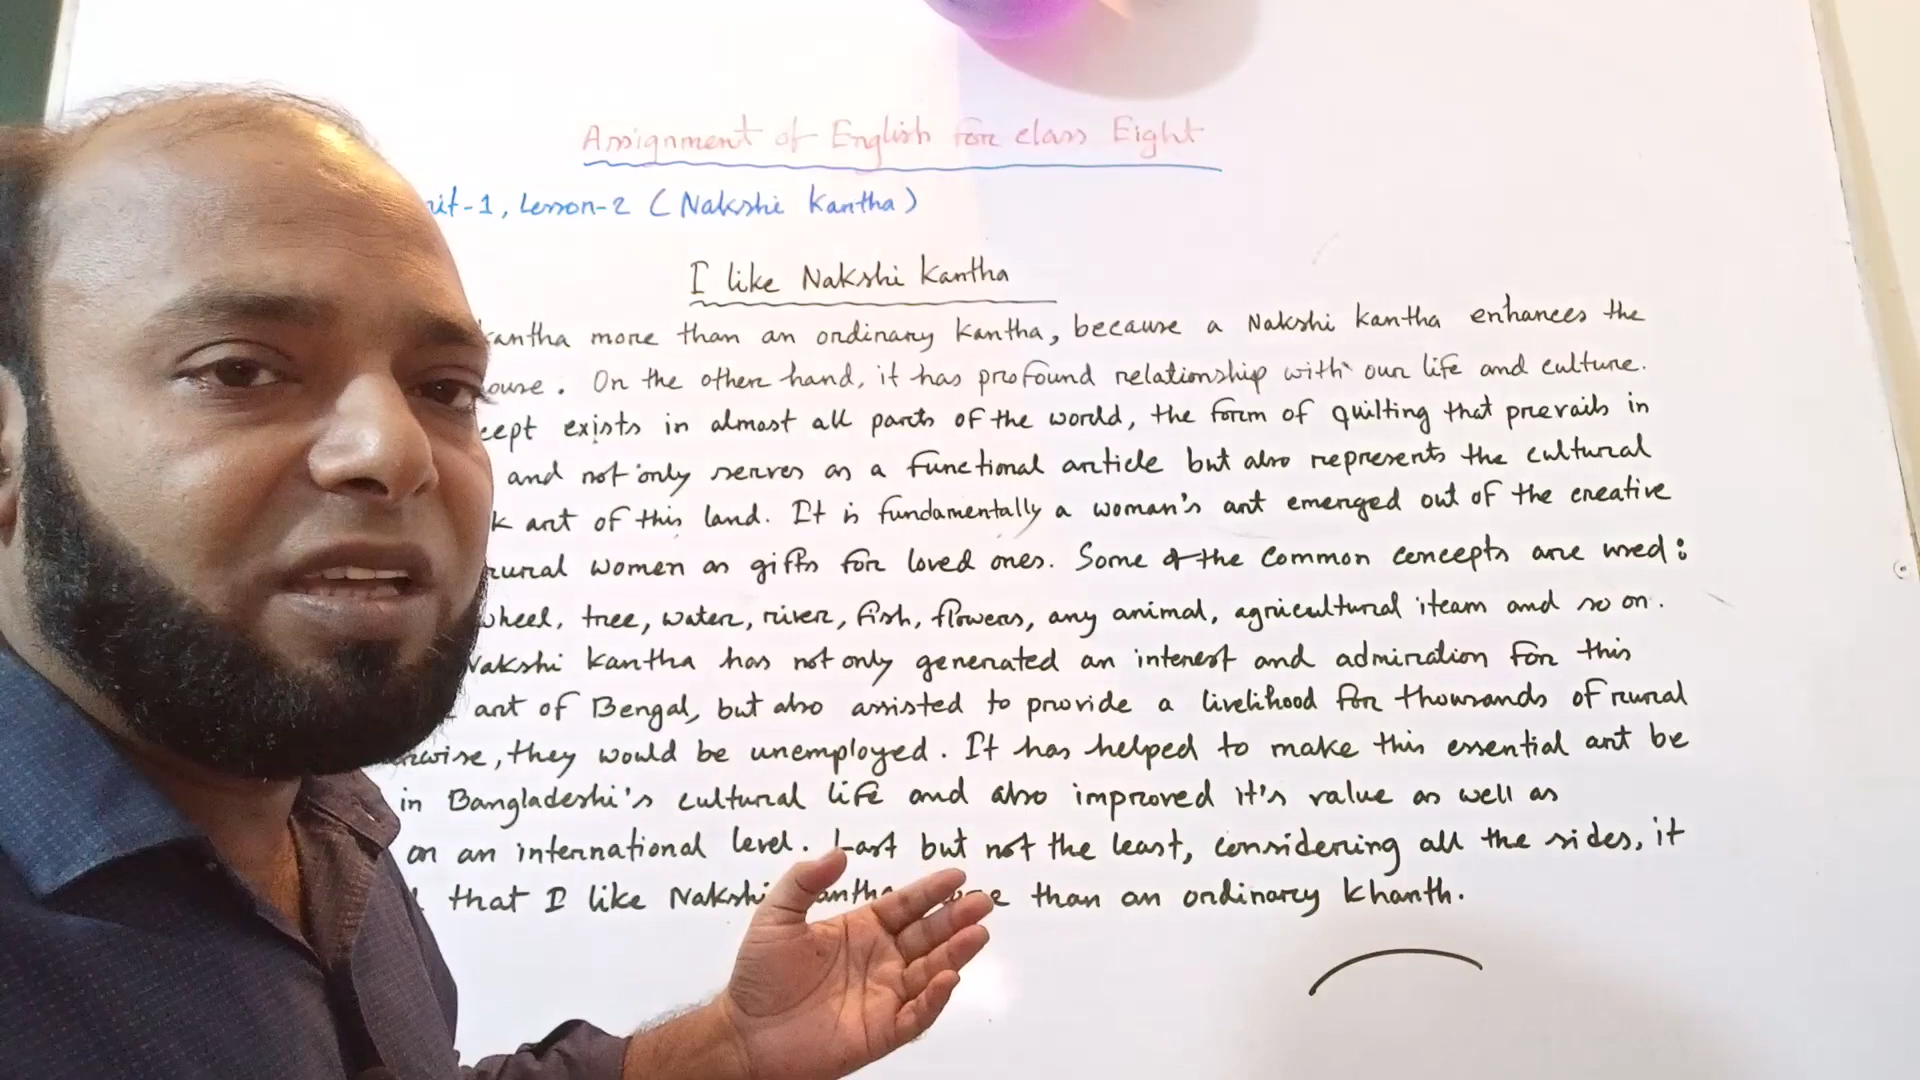 Assignment of English for class Eight
-1, Lesson-2 (Nakshi Kantha)
I like Nakshi Kantha
more than an ordinary Kantha, because a Nakshi Kantha enhances the
. On the other hand, it has profound relationship with our life and culture.
exists in almost all parts of the world, the form of quilting that prevails in
and not only serves as a functional article but also represents the cultural
art of this land. It is fundamentally a woman's art emerged out of the creative
rural women as gifts for loved ones. Some of the common concepts are used:
wheel, tree, water, river, fish, flowers, any animal, agricultural iteam and so on.
Nakshi Kantha has not only generated an interest and admiration for this
art of Bengal, but also assisted to provide a livelihood for thousands of rural
, they would be unemployed. It has helped to make this essential art be
in Bangladeshi's cultural life and also improved it's value as well as
on an international level. Last but not the least, considering all the sides, it
that I like Nakshi than an ordinary Khanth.